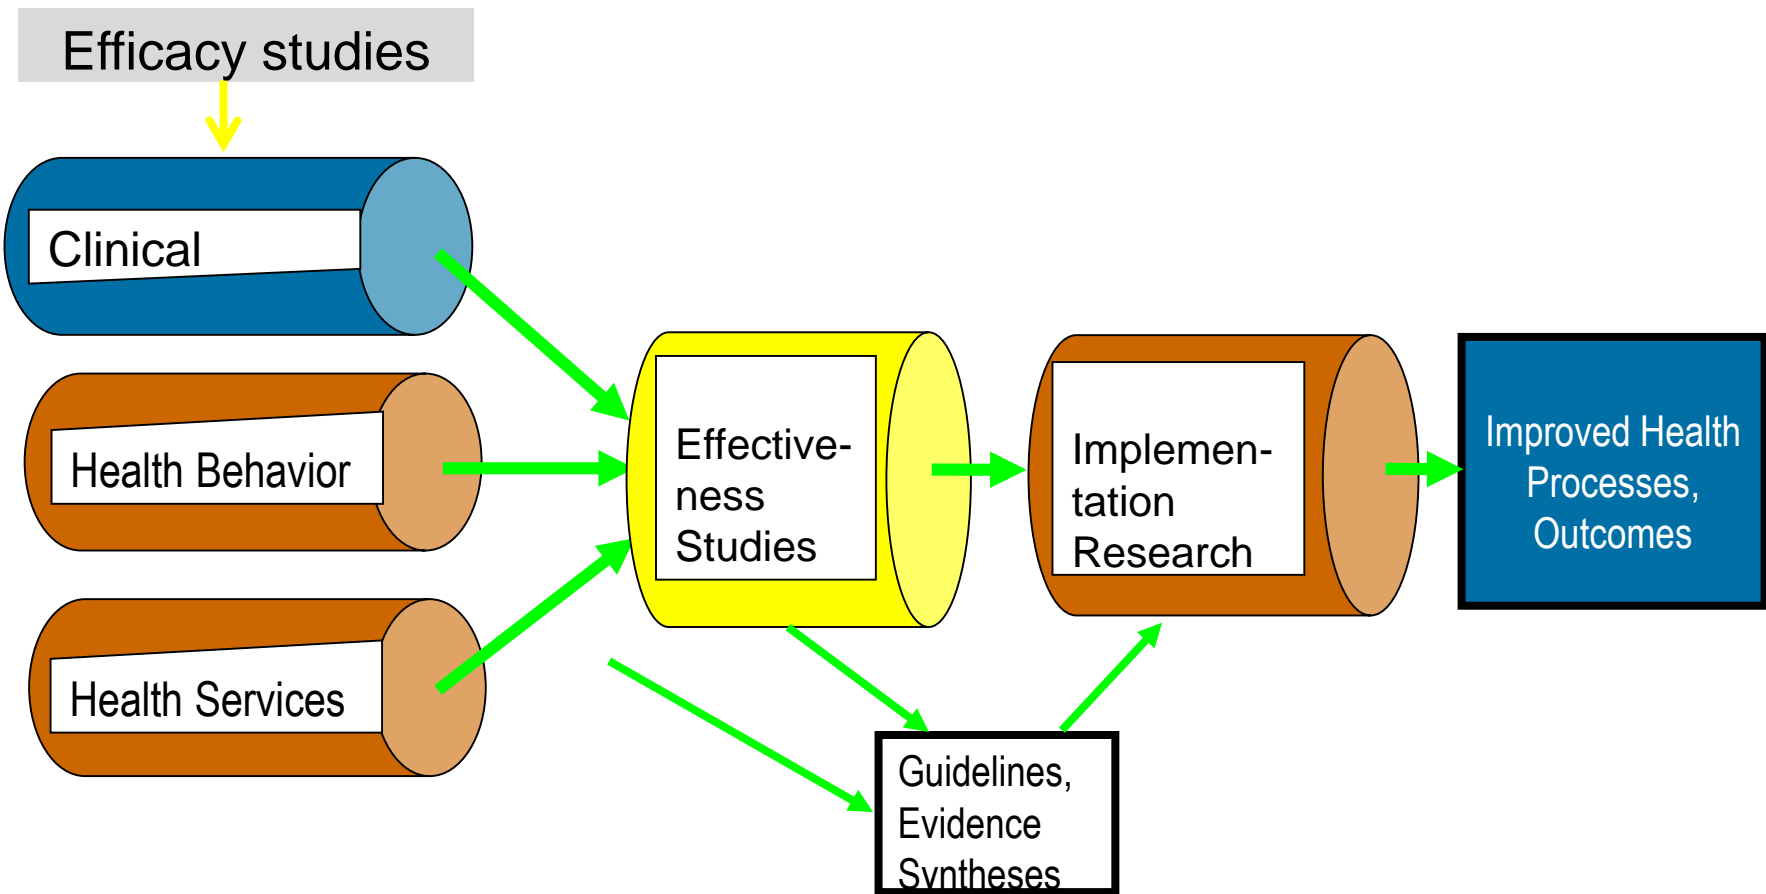 Efficacy studies
Clinical
Health Behavior
Health Services
Effective-
ness
Studies
Implemen-
tation
Research
Improved Health
Processes,
Outcomes
Guidelines,
Evidence
Syntheses